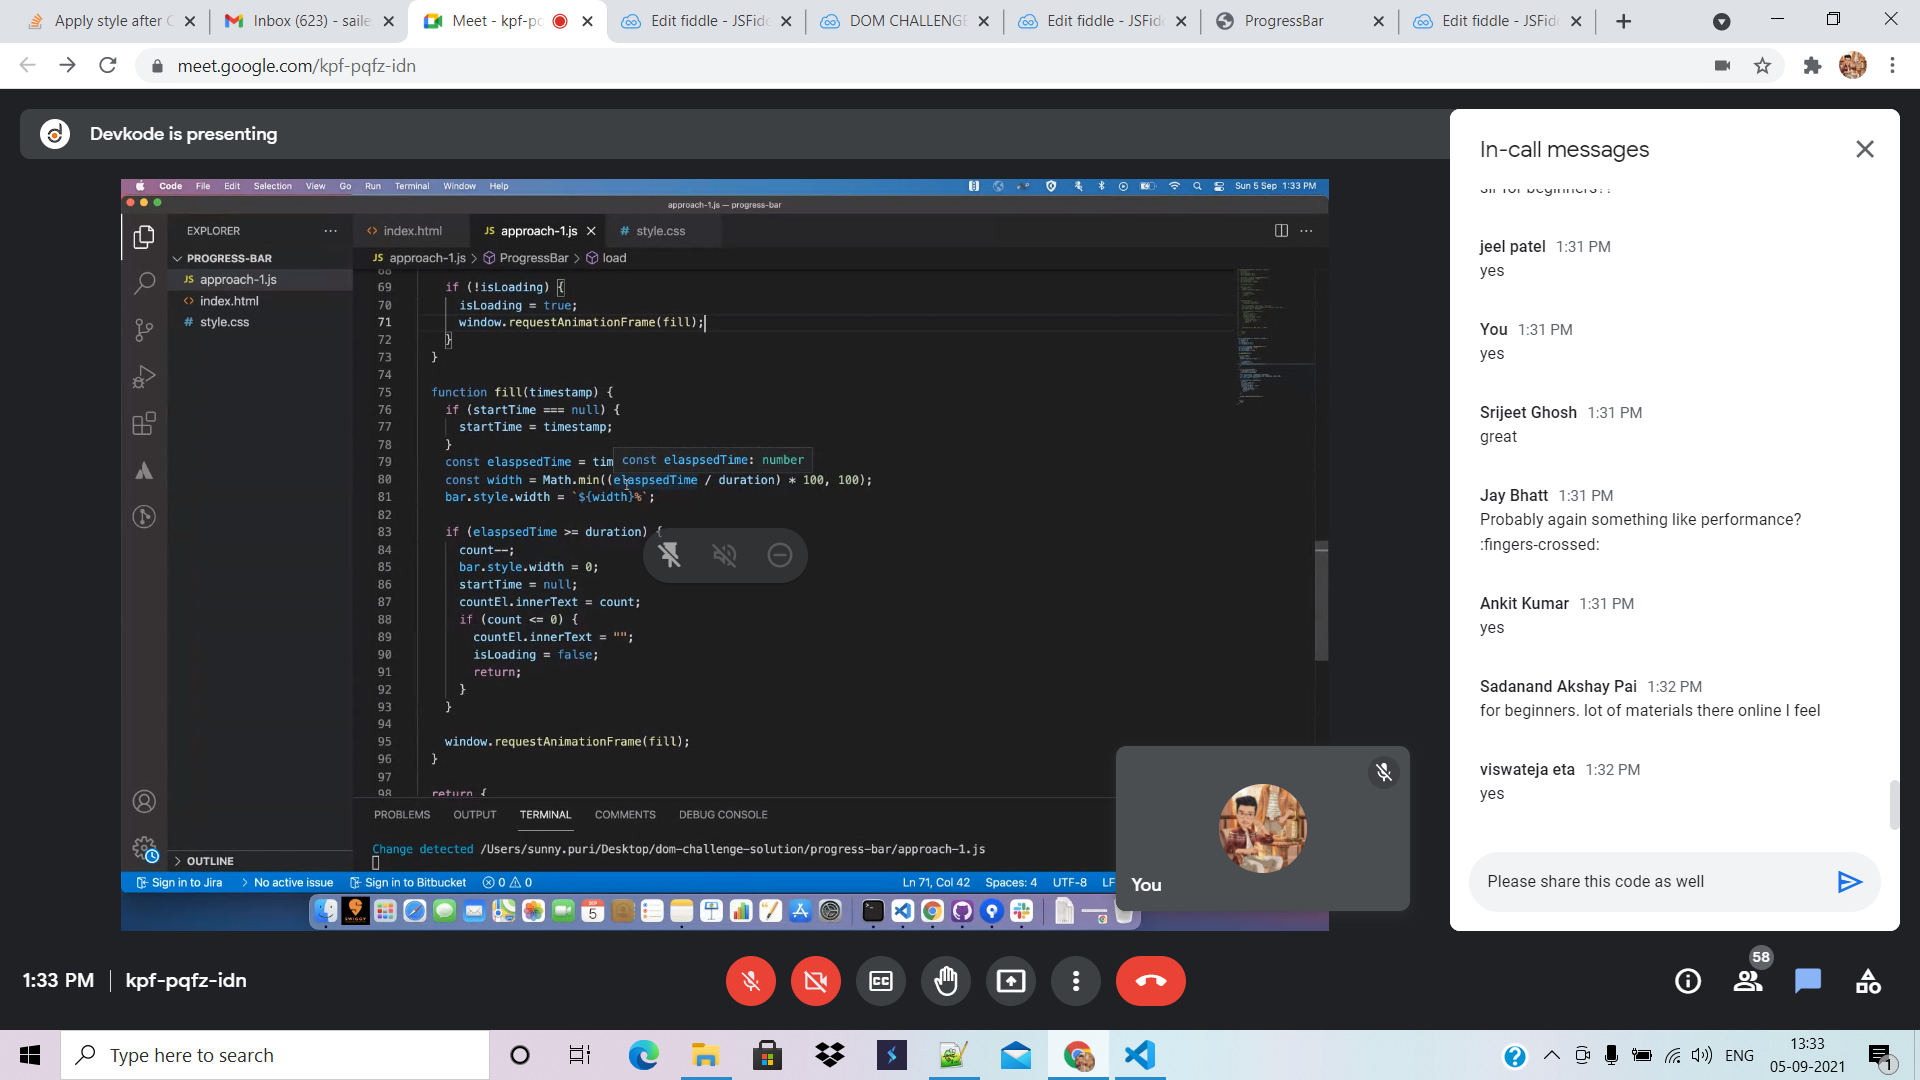 Apply style after C
Inbox (623) - saile
Meet - kpf-pq
Edit fiddle - JSFid
DOM CHALLENGE
Edit fiddle - JSFid
ProgressBar
Edit fiddle - JSFid
meet.google.com/kpf-pqfz-idn
Devkode is presenting
Code File Edit Selection View Go Run Terminal Window Help
Sun 5 Sep 1:33 PM
approach-1.js — progress-bar
EXPLORER
index.html
JS approach-1.js
# style.css
PROGRESS-BAR
JS approach-1.js > ProgressBar > load
JS approach-1.js
<> index.html
# style.css
68
69 if (!isLoading) {
70 isLoading = true;
71 window.requestAnimationFrame(fill);
72 }
73 }
74
75 function fill(timestamp) {
76 if (startTime === null) {
77 startTime = timestamp;
78 }
79 const elaspsedTime = tim
const elaspsedTime: number
80 const width = Math.min((elaspsedTime / duration) * 100, 100);
81 bar.style.width = `${width}%`;
82
83 if (elaspsedTime >= duration) {
84 count--;
85 bar.style.width = 0;
86 startTime = null;
87 countEl.innerText = count;
88 if (count <= 0) {
89 countEl.innerText = "";
90 isLoading = false;
91 return;
92 }
93 }
94
95 window.requestAnimationFrame(fill);
96 }
97
98 return {
PROBLEMS OUTPUT TERMINAL COMMENTS DEBUG CONSOLE
Change detected /Users/sunny.puri/Desktop/dom-challenge-solution/progress-bar/approach-1.js
OUTLINE
Sign in to Jira No active issue Sign in to Bitbucket 0 0
Ln 71, Col 42 Spaces: 4 UTF-8 LF
SWIGGY
SEP
5
You
In-call messages
sir for beginners??
jeel patel 1:31 PM
yes
You 1:31 PM
yes
Srijeet Ghosh 1:31 PM
great
Jay Bhatt 1:31 PM
Probably again something like performance?
:fingers-crossed:
Ankit Kumar 1:31 PM
yes
Sadanand Akshay Pai 1:32 PM
for beginners. lot of materials there online I feel
viswateja eta 1:32 PM
yes
Please share this code as well
1:33 PM | kpf-pqfz-idn
CC
58
Type here to search
ENG
13:33
05-09-2021
1